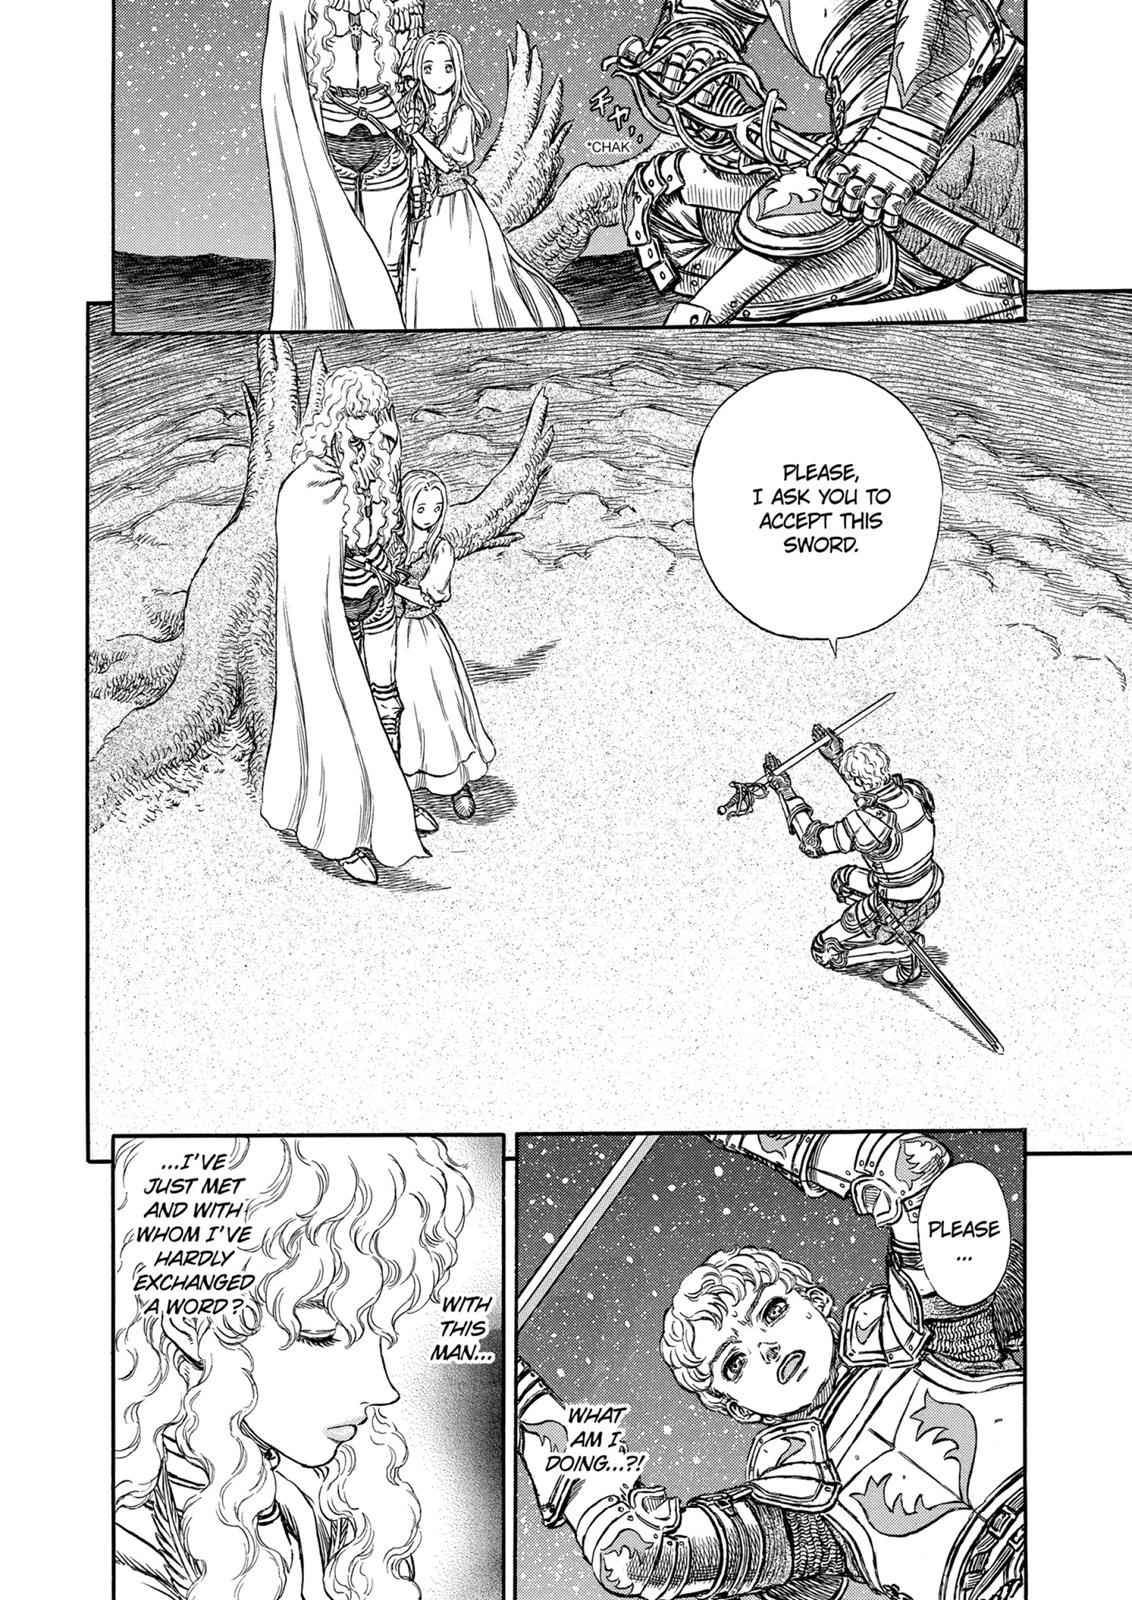 チャ
*CHAK
PLEASE,
I ASK YOU TO
ACCEPT THIS
SWORD.
PLEASE
...
WHAT
AM I
DOING...?!
WITH
THIS
MAN...
...I'VE
JUST MET
AND WITH
WHOM I'VE
HARDLY
EXCHANGED
A WORD?